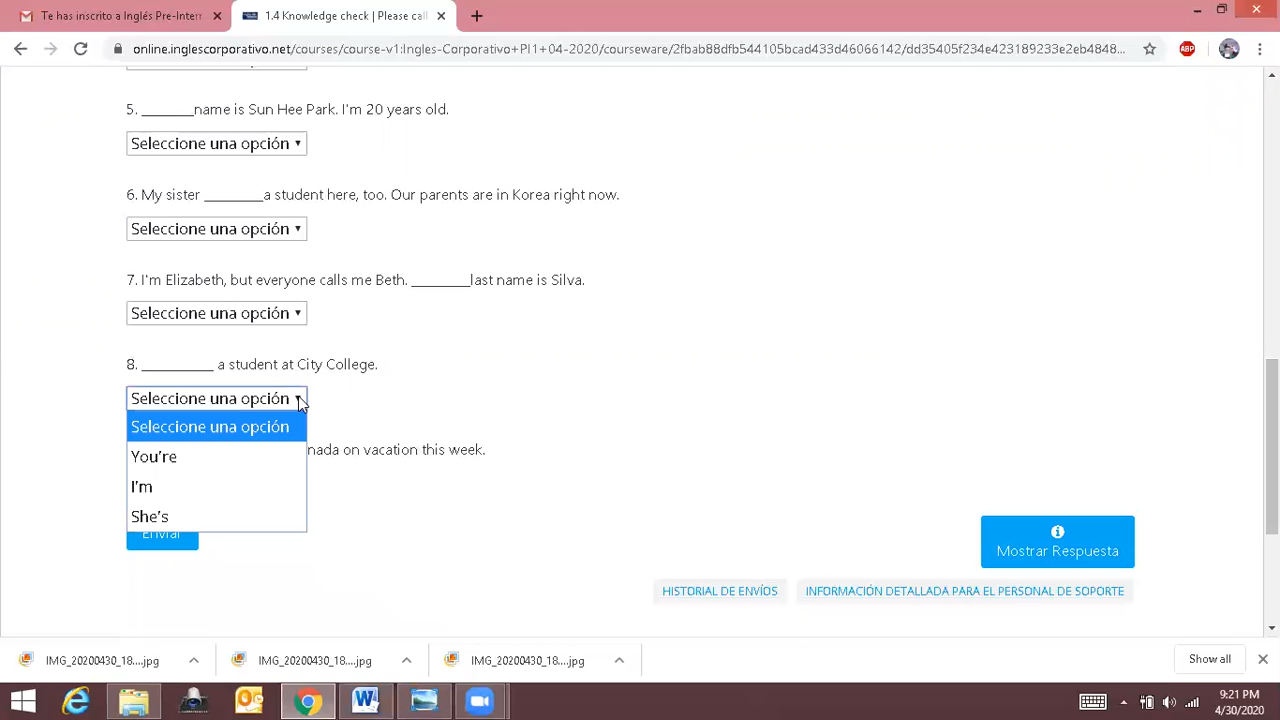 Te has inscrito a Inglés Pre-Interm
1.4 Knowledge check | Please call
online.inglescorporativo.net/courses/course-v1:Ingles-Corporativo+PI1+04-2020/courseware/2fbab88dfb544105bcad433d46066142/dd35405f234e423189233e2eb4848...
ABP
5. _______name is Sun Hee Park. I'm 20 years old.
Seleccione una opción
6. My sister ________a student here, too. Our parents are in Korea right now.
Seleccione una opción
7. I'm Elizabeth, but everyone calls me Beth. ________last name is Silva.
Seleccione una opción
8. __________ a student at City College.
Seleccione una opción
Seleccione una opción
You're
nada on vacation this week.
I'm
She's
Enviar
Mostrar Respuesta
HISTORIAL DE ENVÍOS
INFORMACIÓN DETALLADA PARA EL PERSONAL DE SOPORTE
IMG_20200430_18....jpg
IMG_20200430_18....jpg
IMG_20200430_18....jpg
Show all
9:21 PM
4/30/2020